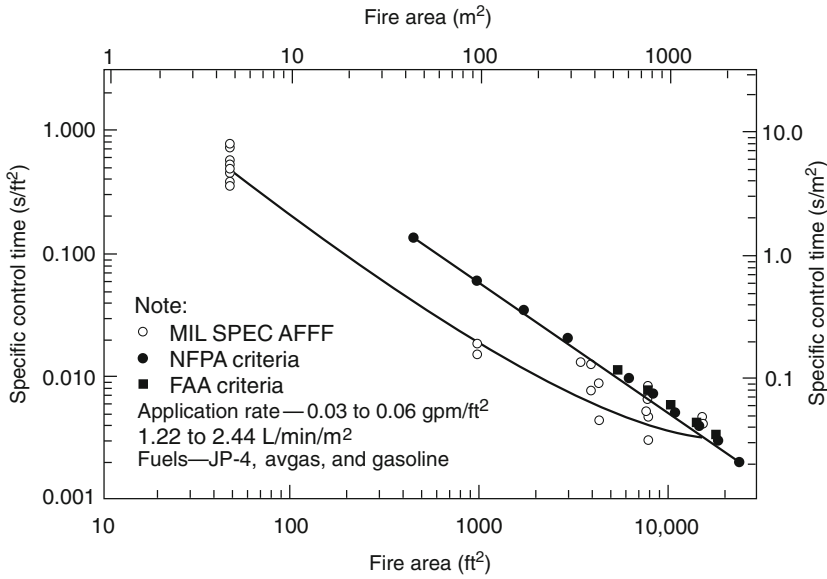 Fire area (m²)
1 10 100 1000
1.000
0.100
0.010
0.001
Specific control time (s/ft²)
10.0
1.0
0.1
Specific control time (s/m²)
Note:
MIL SPEC AFFF
NFPA criteria
FAA criteria
Application rate—0.03 to 0.06 gpm/ft²
1.22 to 2.44 L/min/m²
Fuels—JP-4, avgas, and gasoline
10 100 1000 10,000
Fire area (ft²)